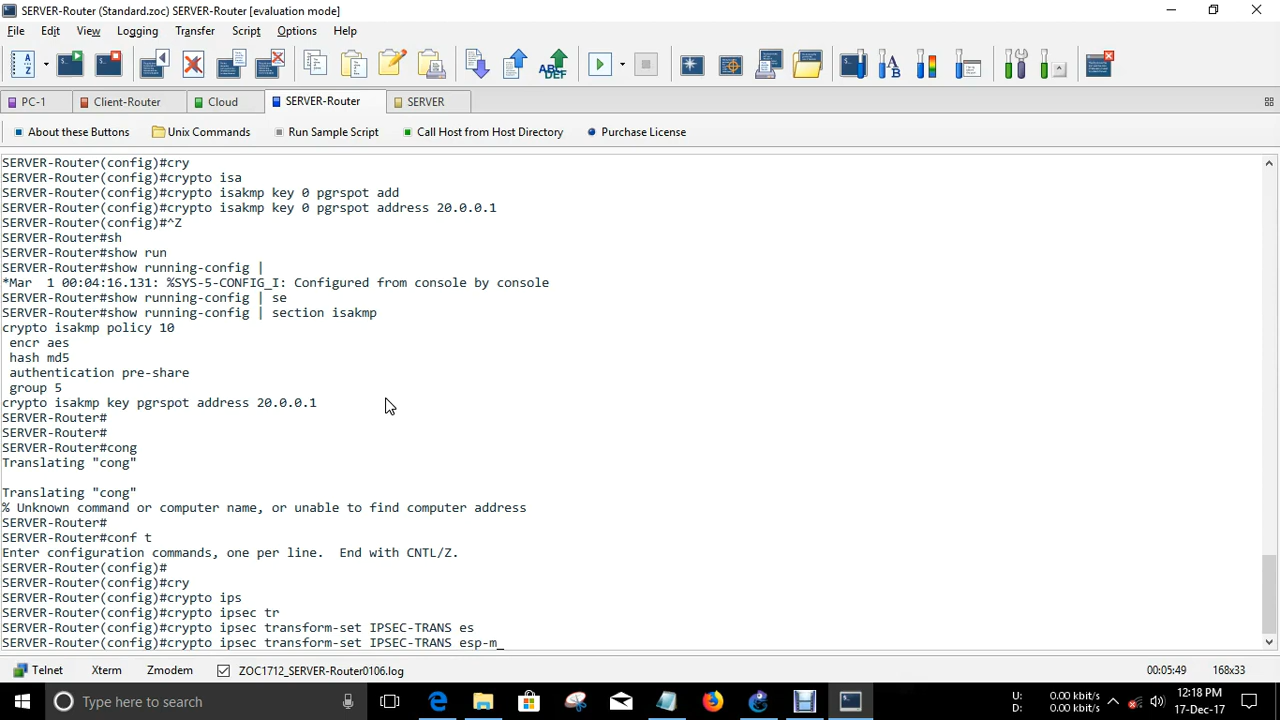 SERVER-Router (Standard.zoc) SERVER-Router [evaluation mode]
File Edit View Logging Transfer Script Options Help
PC-1 Client-Router Cloud SERVER-Router SERVER
About these Buttons Unix Commands Run Sample Script Call Host from Host Directory Purchase License
SERVER-Router(config)#cry
SERVER-Router(config)#crypto isa
SERVER-Router(config)#crypto isakmp key 0 pgrspot add
SERVER-Router(config)#crypto isakmp key 0 pgrspot address 20.0.0.1
SERVER-Router(config)#^Z
SERVER-Router#sh
SERVER-Router#show run
SERVER-Router#show running-config |
*Mar  1 00:04:16.131: %SYS-5-CONFIG_I: Configured from console by console
SERVER-Router#show running-config | se
SERVER-Router#show running-config | section isakmp
crypto isakmp policy 10
encr aes
hash md5
authentication pre-share
group 5
crypto isakmp key pgrspot address 20.0.0.1
SERVER-Router#
SERVER-Router#
SERVER-Router#cong
Translating "cong"
Translating "cong"
% Unknown command or computer name, or unable to find computer address
SERVER-Router#
SERVER-Router#conf t
Enter configuration commands, one per line.  End with CNTL/Z.
SERVER-Router(config)#
SERVER-Router(config)#cry
SERVER-Router(config)#crypto ips
SERVER-Router(config)#crypto ipsec tr
SERVER-Router(config)#crypto ipsec transform-set IPSEC-TRANS es
SERVER-Router(config)#crypto ipsec transform-set IPSEC-TRANS esp-m_
Telnet Xterm Zmodem ZOC1712_SERVER-Router0106.log 00:05:49 168x33
Type here to search
U: 0.00 kbit/s
D: 0.00 kbit/s
12:18 PM
17-Dec-17